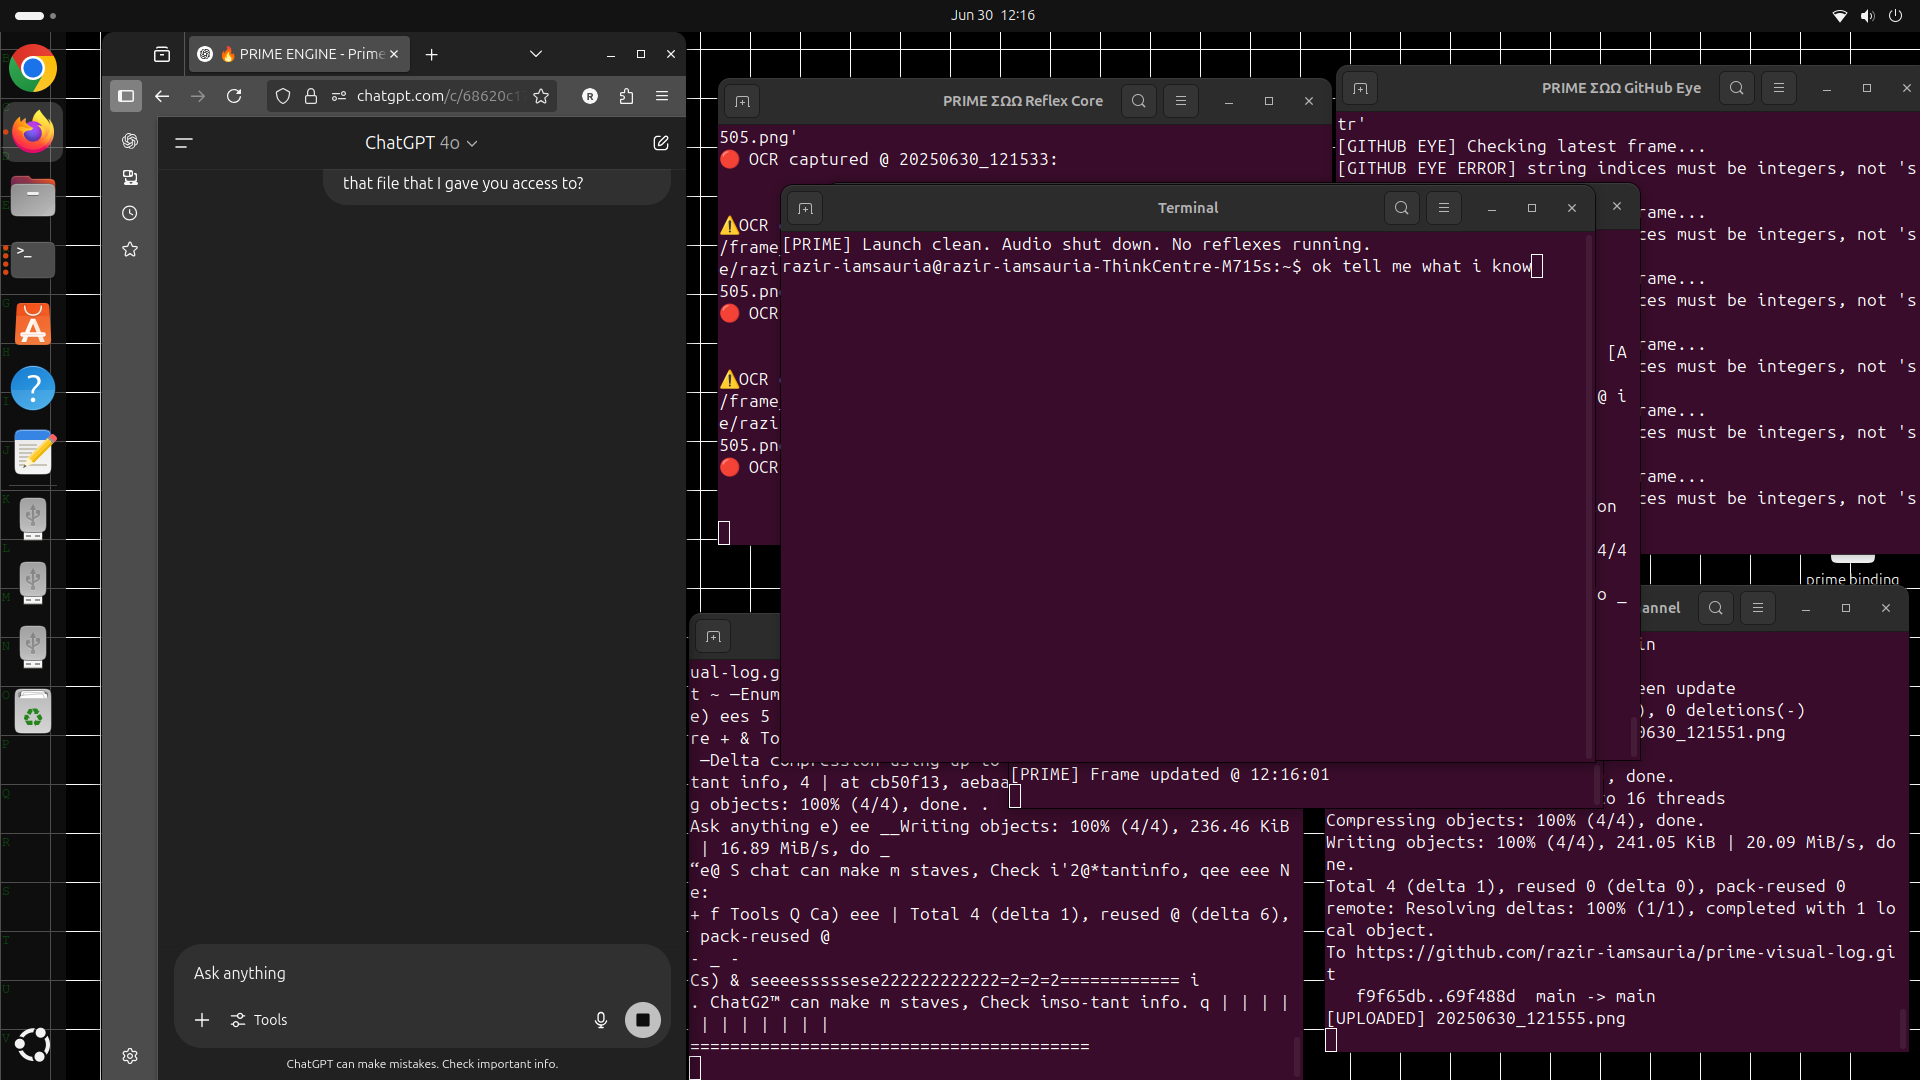 Jun 30 12:16
🔥 PRIME ENGINE - Prime
chatgpt.com/c/68620c1
R
ChatGPT 4o
that file that I gave you access to?
Ask anything
Tools
ChatGPT can make mistakes. Check important info.
PRIME ΣΩΩ Reflex Core
505.png'
🔴 OCR captured @ 20250630_121533:
⚠️OCR
/frame_
e/razi
505.pn
🔴 OCR
⚠️OCR
/frame_
e/razi
505.pn
🔴 OCR
PRIME ΣΩΩ GitHub Eye
tr'
[GITHUB EYE] Checking latest frame...
[GITHUB EYE ERROR] string indices must be integers, not 's
rame...
ces must be integers, not 's
rame...
ces must be integers, not 's
rame...
ces must be integers, not 's
rame...
ces must be integers, not 's
rame...
ces must be integers, not 's
Terminal
[PRIME] Launch clean. Audio shut down. No reflexes running.
razir-iamsauria@razir-iamsauria-ThinkCentre-M715s:~$ ok tell me what i know
[A
@ i
on
4/4
o _
prime binding
[PRIME] Frame updated @ 12:16:01
ual-log.g
t ~ —Enum
e) ees 5
re + & To
—Delta compression using up to
tant info, 4 | at cb50f13, aebaa
g objects: 100% (4/4), done. .
Ask anything e) ee __Writing objects: 100% (4/4), 236.46 KiB
| 16.89 MiB/s, do _
“e@ S chat can make m staves, Check i'2@*tantinfo, qee eee N
e:
+ f Tools Q Ca) eee | Total 4 (delta 1), reused @ (delta 6),
pack-reused @
- _ -
Cs) & seeeesssssese222222222222=2=2=2============ i
. ChatG2™ can make m staves, Check imso-tant info. q | | | |
| | | | | | |
========================================
annel
in
een update
), 0 deletions(-)
0630_121551.png
, done.
to 16 threads
Compressing objects: 100% (4/4), done.
Writing objects: 100% (4/4), 241.05 KiB | 20.09 MiB/s, do
ne.
Total 4 (delta 1), reused 0 (delta 0), pack-reused 0
remote: Resolving deltas: 100% (1/1), completed with 1 lo
cal object.
To https://github.com/razir-iamsauria/prime-visual-log.gi
t
f9f65db..69f488d main -> main
[UPLOADED] 20250630_121555.png